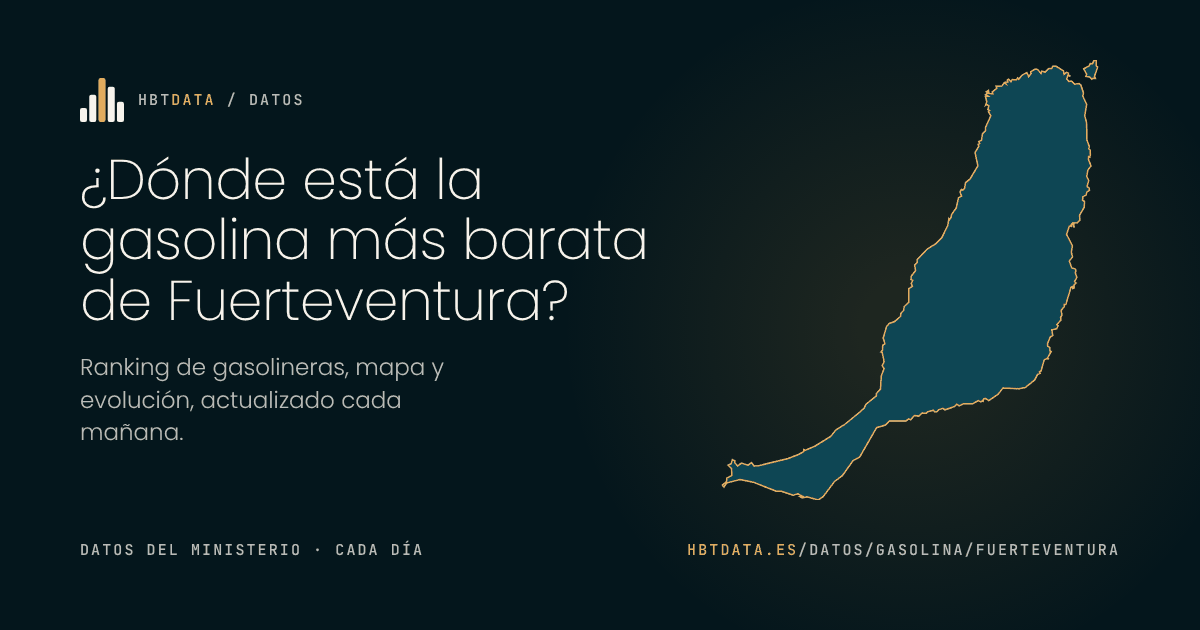 HBTDATA / DATOS
¿Dónde está la
gasolina más barata
de Fuerteventura?
Ranking de gasolineras, mapa y
evolución, actualizado cada
mañana.
DATOS DEL MINISTERIO · CADA DÍA
HBTDATA.ES/DATOS/GASOLINA/FUERTEVENTURA